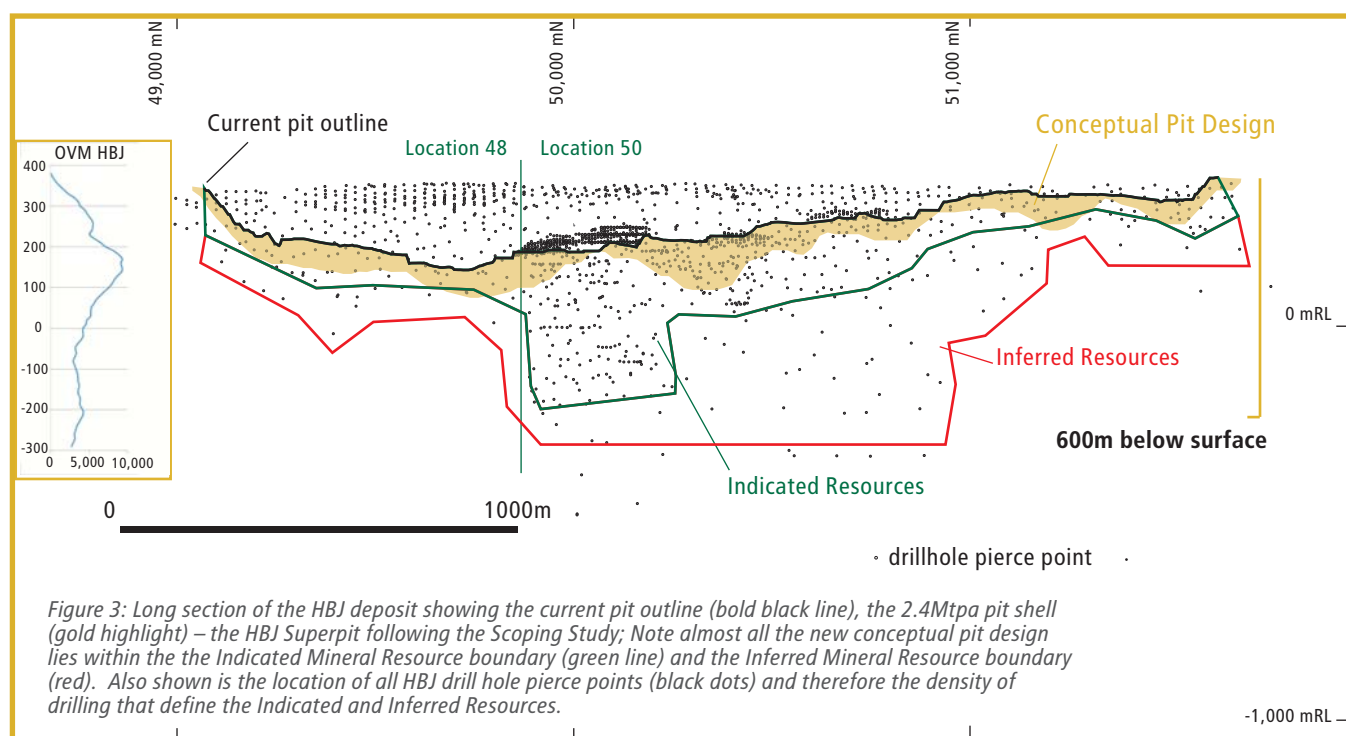 49,000 mN
50,000 mN
51,000 mN
Current pit outline
Conceptual Pit Design
Location 48
Location 50
OVM HBJ
400
300
200
100
0
-100
-200
-300
0 5,000 10,000
0 mRL
Inferred Resources
600m below surface
Indicated Resources
0
1000m
drillhole pierce point
Figure 3: Long section of the HBJ deposit showing the current pit outline (bold black line), the 2.4Mtpa pit shell
(gold highlight) – the HBJ Superpit following the Scoping Study; Note almost all the new conceptual pit design
lies within the the Indicated Mineral Resource boundary (green line) and the Inferred Mineral Resource boundary
(red). Also shown is the location of all HBJ drill hole pierce points (black dots) and therefore the density of
drilling that define the Indicated and Inferred Resources.
-1,000 mRL